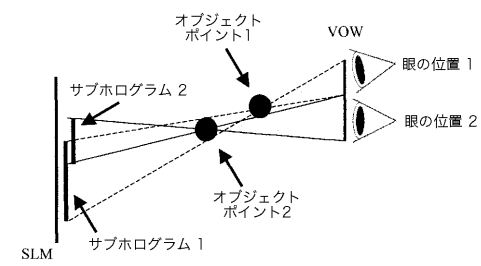 オブジェクト
ポイント1
VOW
眼の位置 1
サブホログラム 2
眼の位置 2
オブジェクト
ポイント2
サブホログラム 1
SLM